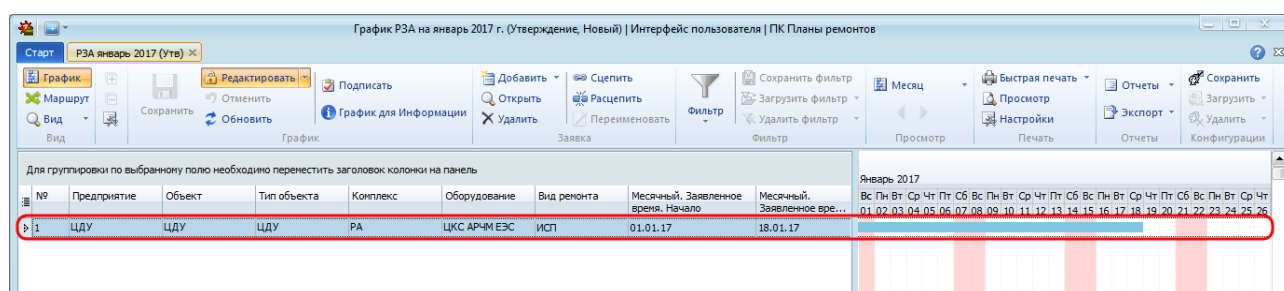 График РЗА на январь 2017 г. (Утверждение, Новый) | Интерфейс пользователя | ПК Планы ремонтов
Старт РЗА январь 2017 (Утв)
График Редактировать Добавить Сцепить Сохранить фильтр Быстрая печать Сохранить
Маршрут Сохранить Отменить Подписать Открыть Расцепить Фильтр Загрузить фильтр Месяц Просмотр Отчеты Загрузить
Вид Обновить График для Информации Удалить Переименовать Удалить фильтр Настройки Экспорт Удалить
Вид График Заявка Фильтр Просмотр Печать Отчеты Конфигурации
Для группировки по выбранному полю необходимо переместить заголовок колонки на панель
Январь 2017
№ Предприятие Объект Тип объекта Комплекс Оборудование Вид ремонта Месячный. Заявленное время. Начало Месячный. Заявленное вре...
Вс Пн Вт Ср Чт Пт Сб Вс Пн Вт Ср Чт Пт Сб Вс Пн Вт Ср Чт Пт Сб Вс Пн Вт Ср Чт
01 02 03 04 05 06 07 08 09 10 11 12 13 14 15 16 17 18 19 20 21 22 23 24 25 26
1 ЦДУ ЦДУ ЦДУ РА ЦКС АРЧМ ЕЭС ИСП 01.01.17 18.01.17